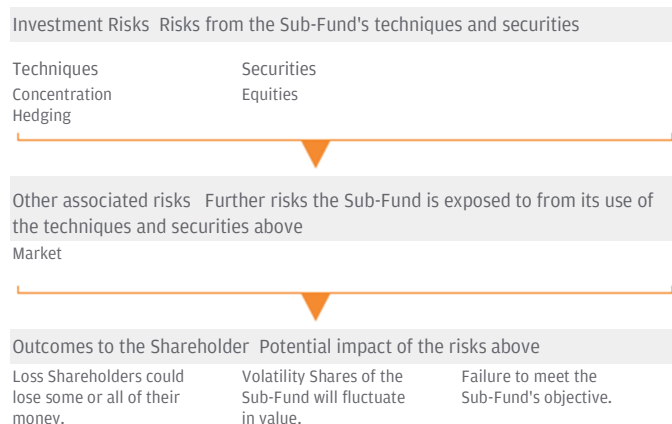 Investment Risks Risks from the Sub-Fund's techniques and securities
Techniques Securities
Concentration Equities
Hedging
Other associated risks Further risks the Sub-Fund is exposed to from its use of
the techniques and securities above
Market
Outcomes to the Shareholder Potential impact of the risks above
Loss Shareholders could
lose some or all of their
money.
Volatility Shares of the
Sub-Fund will fluctuate
in value.
Failure to meet the
Sub-Fund's objective.